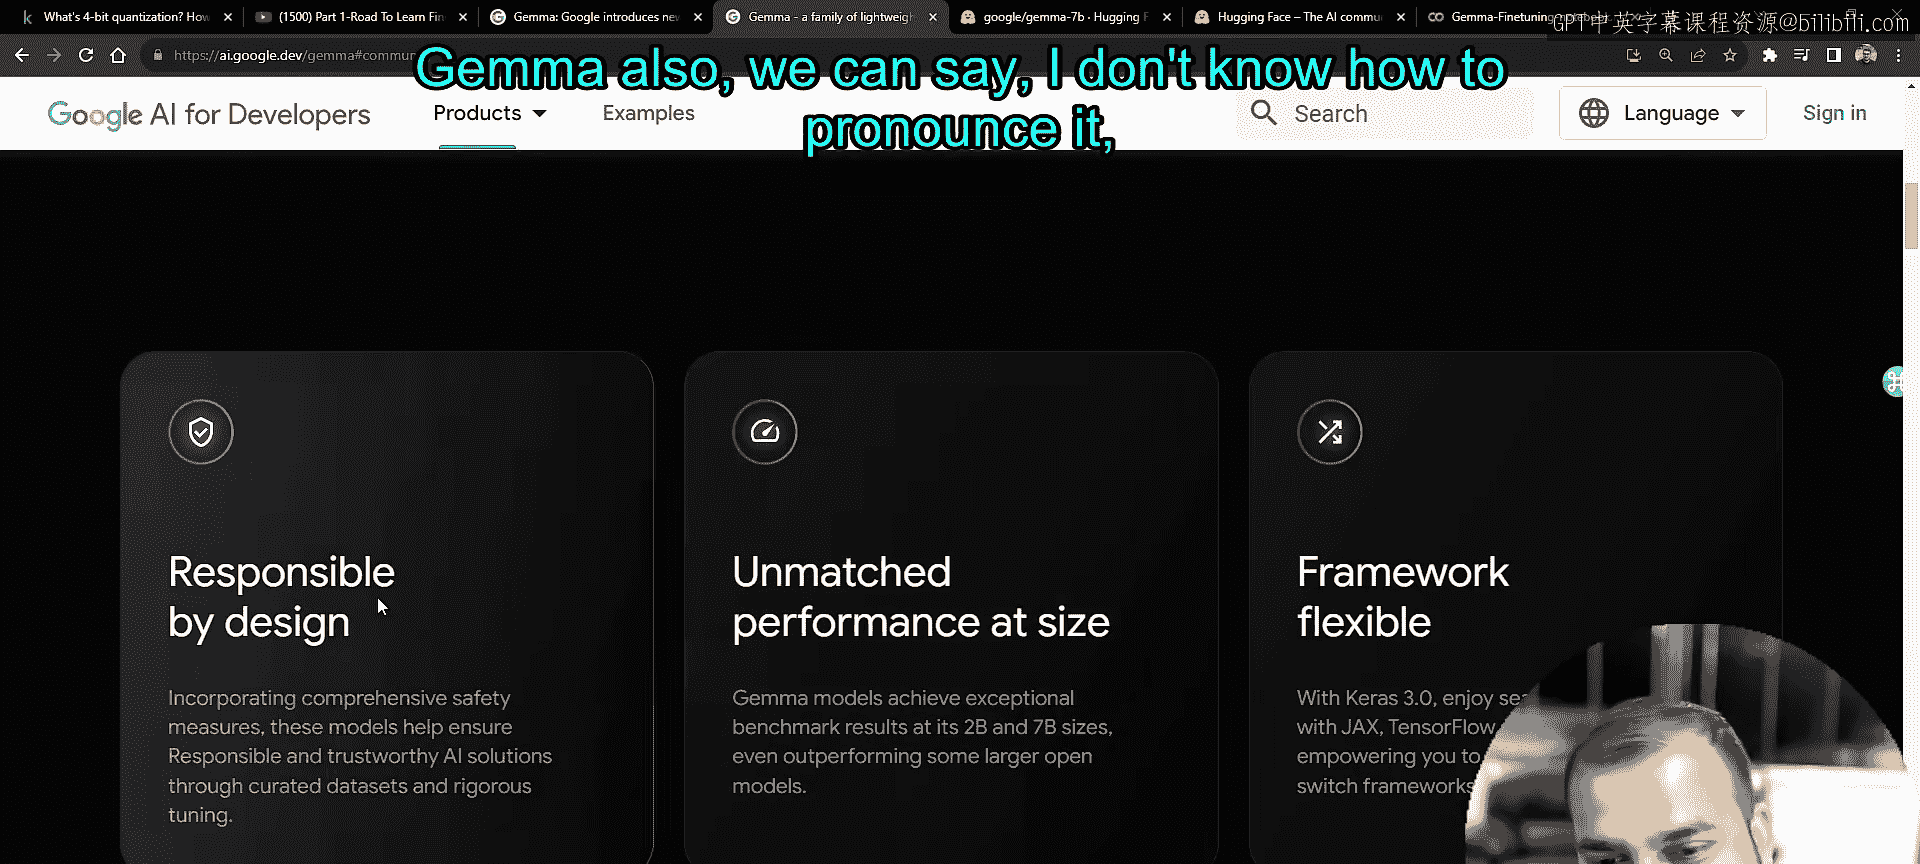 What's 4-bit quantization? How
(1500) Part 1-Road To Learn Fin
Gemma: Google introduces new
Gemma - a family of lightweigh
google/gemma-7b · Hugging F
Hugging Face – The AI commu
Gemma-Finetuning
GPT中英字幕课程资源@bilibili.com
https://ai.google.dev/gemma#commun
Gemma also, we can say, I don't know how to
pronounce it,
Google AI for Developers
Products
Examples
Search
Language
Sign in
Responsible
by design
Incorporating comprehensive safety
measures, these models help ensure
Responsible and trustworthy AI solutions
through curated datasets and rigorous
tuning.
Unmatched
performance at size
Gemma models achieve exceptional
benchmark results at its 2B and 7B sizes,
even outperforming some larger open
models.
Framework
flexible
With Keras 3.0, enjoy
with JAX, TensorFlow
empowering you to
switch frameworks